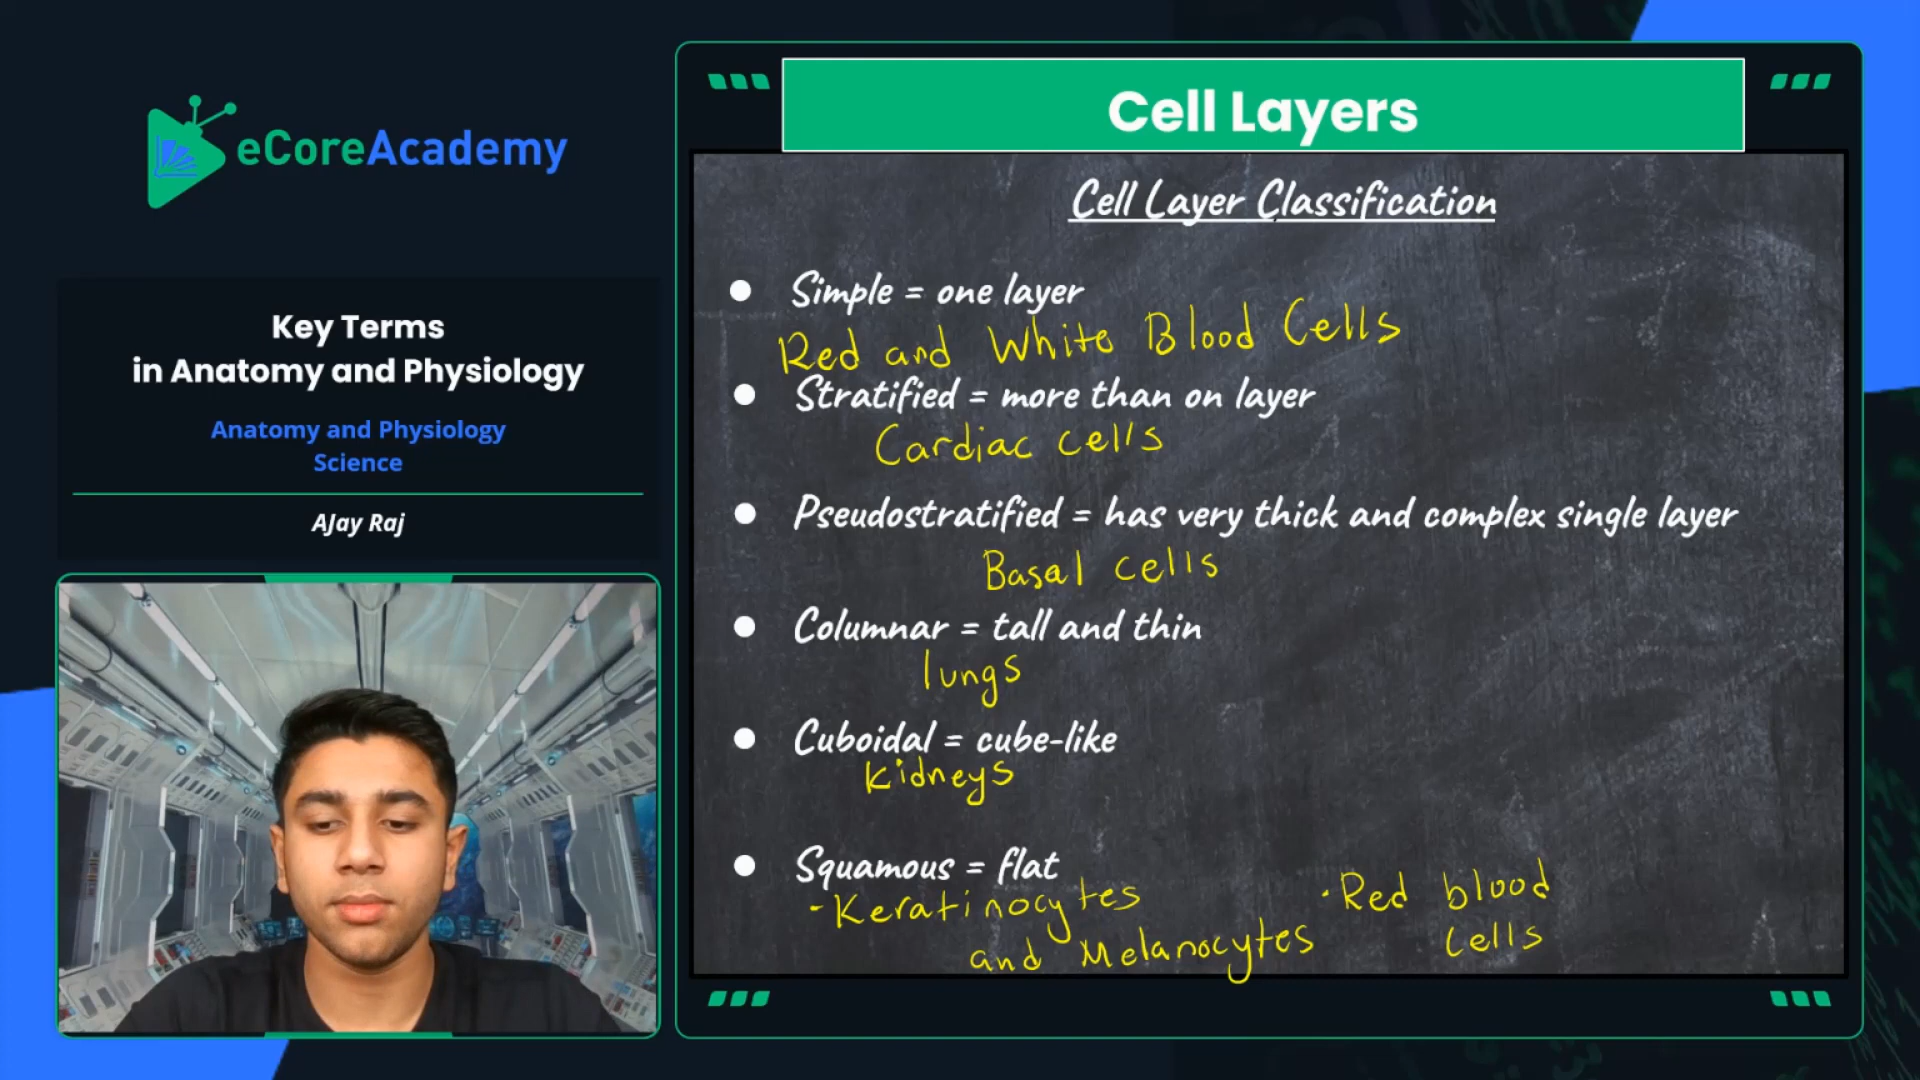 eCoreAcademy
Key Terms
in Anatomy and Physiology
Anatomy and Physiology
Science
AJay Raj
Cell Layers
Cell Layer Classification
Simple = one layer
Red and White Blood Cells
Stratified = more than on layer
Cardiac cells
Pseudostratified = has very thick and complex single layer
Basal cells
Columnar = tall and thin
lungs
Cuboidal = cube-like
Kidneys
Squamous = flat
-Keratinocytes
and Melanocytes
·Red blood
cells